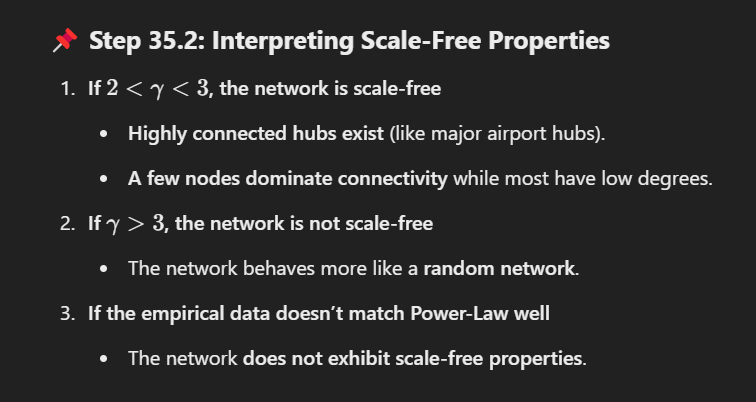 📌 Step 35.2: Interpreting Scale-Free Properties
1. If 2 < γ < 3, the network is scale-free
• Highly connected hubs exist (like major airport hubs).
• A few nodes dominate connectivity while most have low degrees.
2. If γ > 3, the network is not scale-free
• The network behaves more like a random network.
3. If the empirical data doesn’t match Power-Law well
• The network does not exhibit scale-free properties.